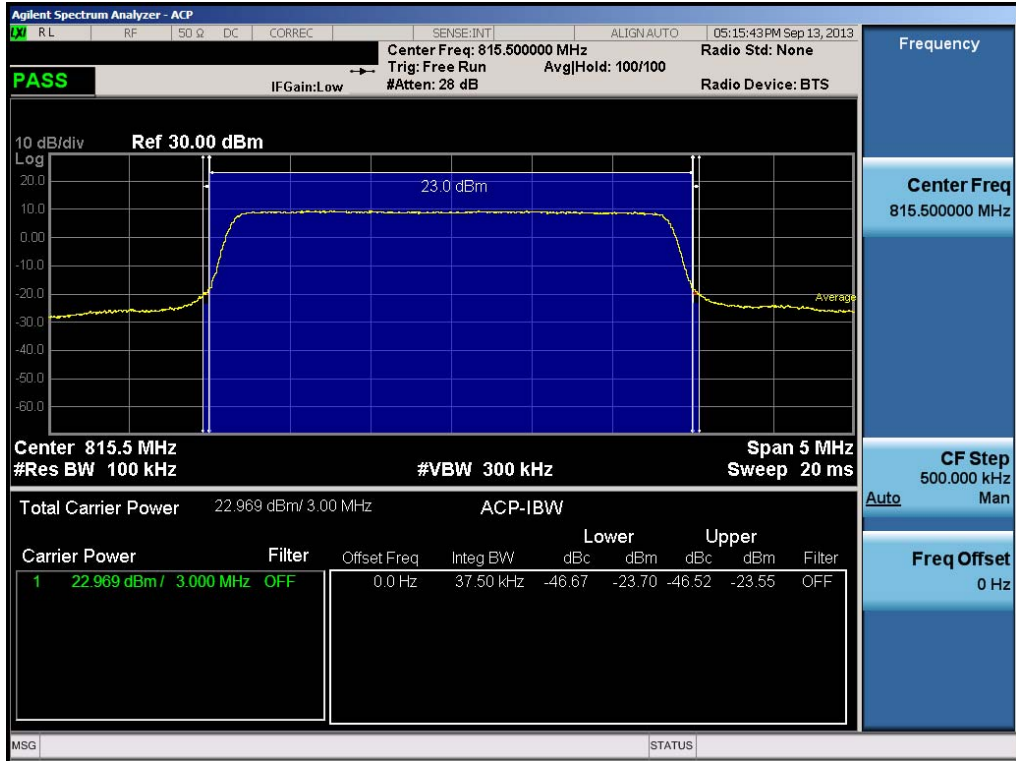 Agilent Spectrum Analyzer - ACP
LXI RL RF 50 Ω DC CORREC SENSE:INT ALIGN AUTO 05:15:43 PM Sep 13, 2013
Center Freq: 815.500000 MHz Radio Std: None
Trig: Free Run Avg|Hold: 100/100
PASS IFGain:Low #Atten: 28 dB Radio Device: BTS
Frequency
10 dB/div Ref 30.00 dBm
Log
20.0
10.0
0.00
-10.0
-20.0
-30.0
-40.0
-50.0
-60.0
23.0 dBm
Average
Center 815.5 MHz Span 5 MHz
#Res BW 100 kHz #VBW 300 kHz Sweep 20 ms
Total Carrier Power 22.969 dBm/ 3.00 MHz ACP-IBW
Lower Upper
Carrier Power Filter Offset Freq Integ BW dBc dBm dBc dBm Filter
1 22.969 dBm / 3.000 MHz OFF 0.0 Hz 37.50 kHz -46.67 -23.70 -46.52 -23.55 OFF
Center Freq
815.500000 MHz
CF Step
500.000 kHz
Auto Man
Freq Offset
0 Hz
MSG STATUS